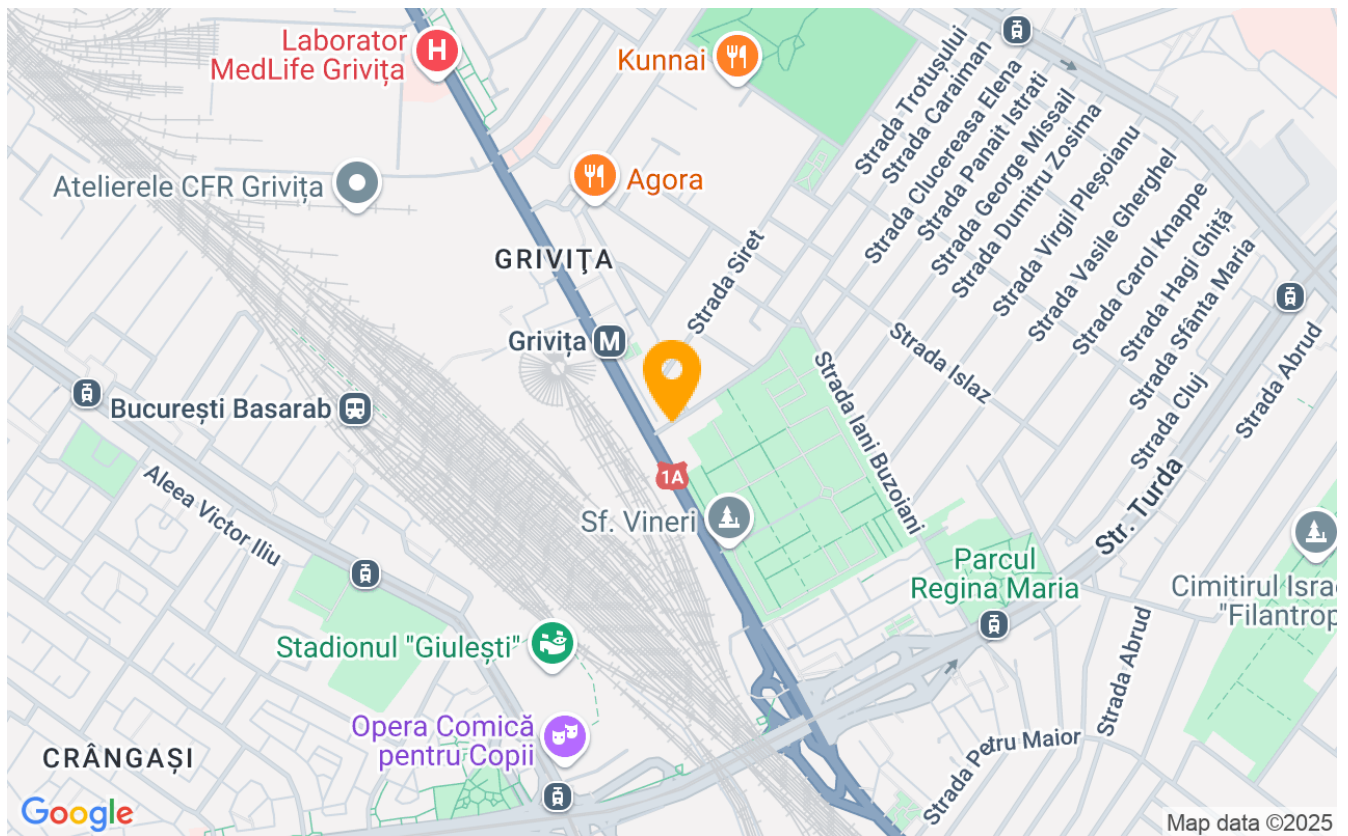 Laborator
MedLife Grivița
H
Kunnai
Agora
Atelierele CFR Grivița
GRIVIŢA
Grivița
M
București Basarab
Strada Siret
Strada Trotușului
Strada Caraiman
Strada Clucereasa Elena
Strada Panait Istrati
Strada George Missail
Strada Dumitru Zosima
Strada Virgil Pleșoianu
Strada Vasile Gherghel
Strada Carol Knappe
Strada Hagi Ghiță
Strada Sfânta Maria
Strada Cluj
Strada Abrud
Strada Islaz
Strada Iani Buzoiani
Str. Turda
1A
Sf. Vineri
Parcul
Regina Maria
Cimitirul Israe
"Filantrop
Aleea Victor Iliu
Stadionul "Giulești"
Opera Comică
pentru Copii
CRÂNGAȘI
Strada Petru Maior
Strada Abrud
Google
Map data ©2025